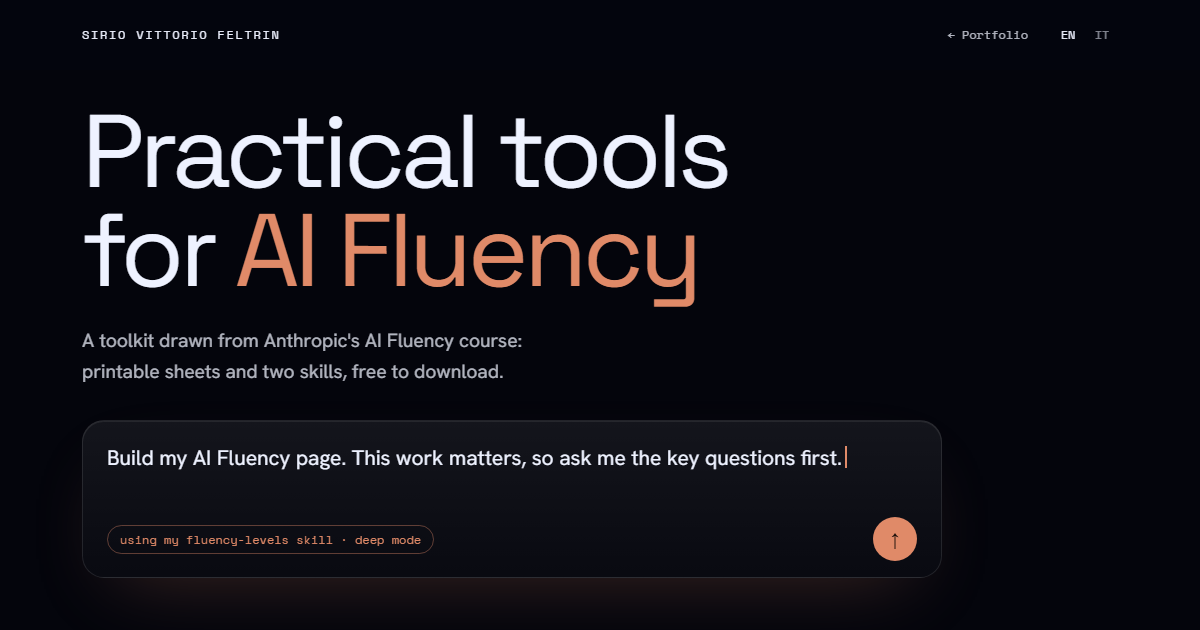 SIRIO VITTORIO FELTRIN
← Portfolio EN IT
Practical tools
for AI Fluency
A toolkit drawn from Anthropic's AI Fluency course:
printable sheets and two skills, free to download.
Build my AI Fluency page. This work matters, so ask me the key questions first.
using my fluency-levels skill · deep mode
↑